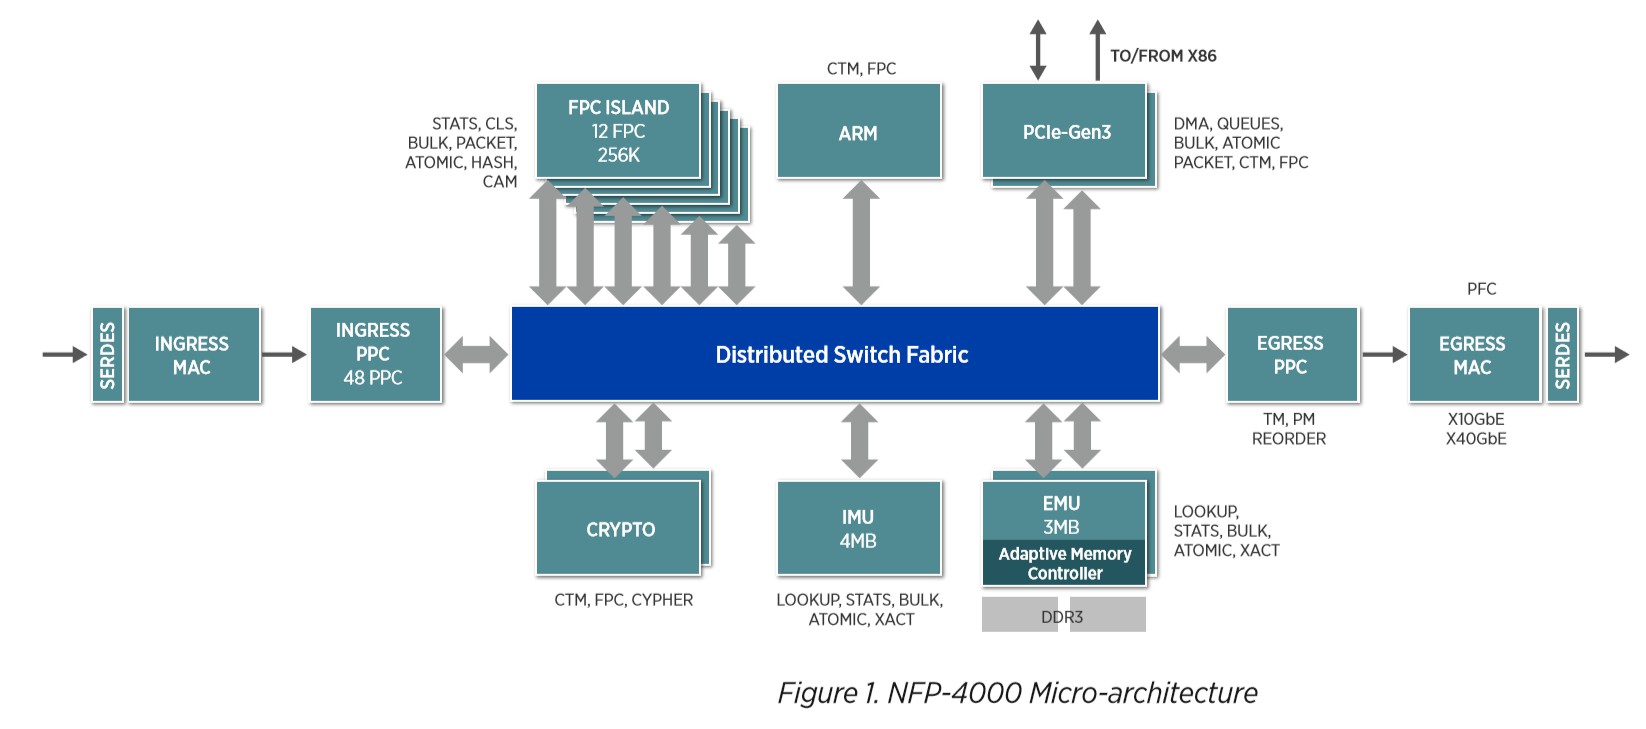 TO/FROM X86
CTM, FPC
STATS, CLS,
BULK, PACKET,
ATOMIC, HASH,
CAM
FPC ISLAND
12 FPC
256K
ARM
PCIe-Gen3
DMA, QUEUES,
BULK, ATOMIC
PACKET, CTM, FPC
SERDES
INGRESS
MAC
INGRESS
PPC
48 PPC
Distributed Switch Fabric
EGRESS
PPC
TM, PM
REORDER
PFC
EGRESS
MAC
X10GbE
X40GbE
SERDES
CRYPTO
CTM, FPC, CYPHER
IMU
4MB
LOOKUP, STATS, BULK,
ATOMIC, XACT
EMU
3MB
Adaptive Memory
Controller
DDR3
LOOKUP,
STATS, BULK,
ATOMIC, XACT
Figure 1. NFP-4000 Micro-architecture